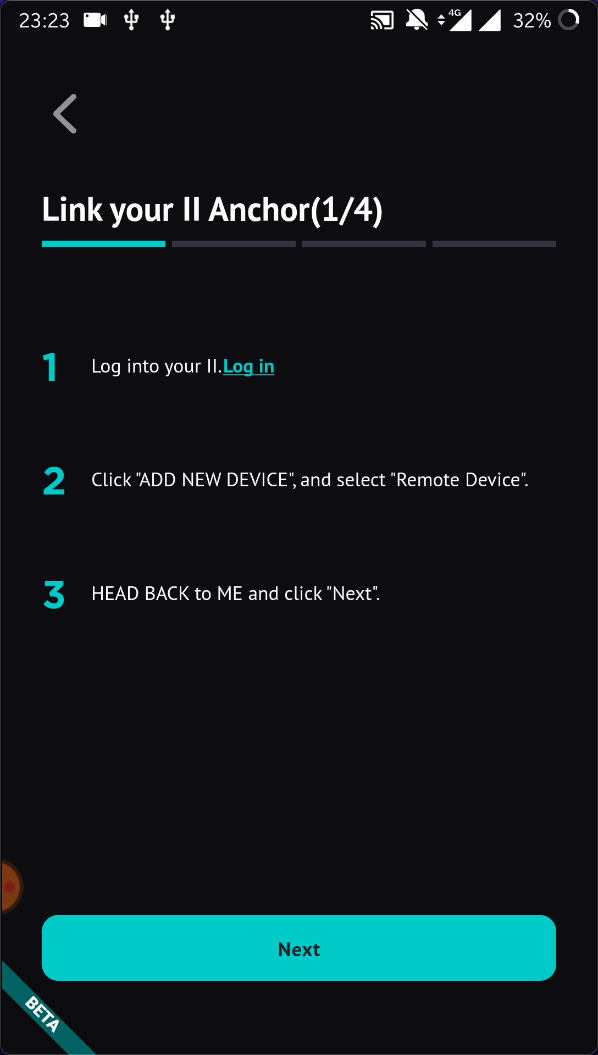 23:23
4G
32%
Link your II Anchor(1/4)
1
Log into your II.Log in
2
Click "ADD NEW DEVICE", and select "Remote Device".
3
HEAD BACK to ME and click "Next".
Next
BETA